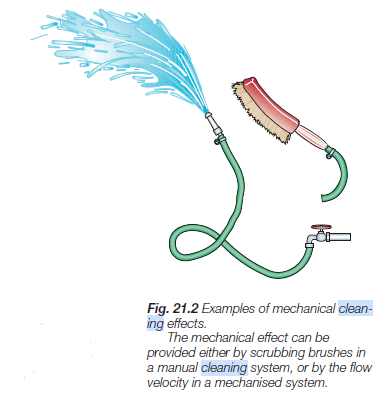 Fig. 21.2 Examples of mechanical clean-
ing effects.
The mechanical effect can be
provided either by scrubbing brushes in
a manual cleaning system, or by the flow
velocity in a mechanised system.